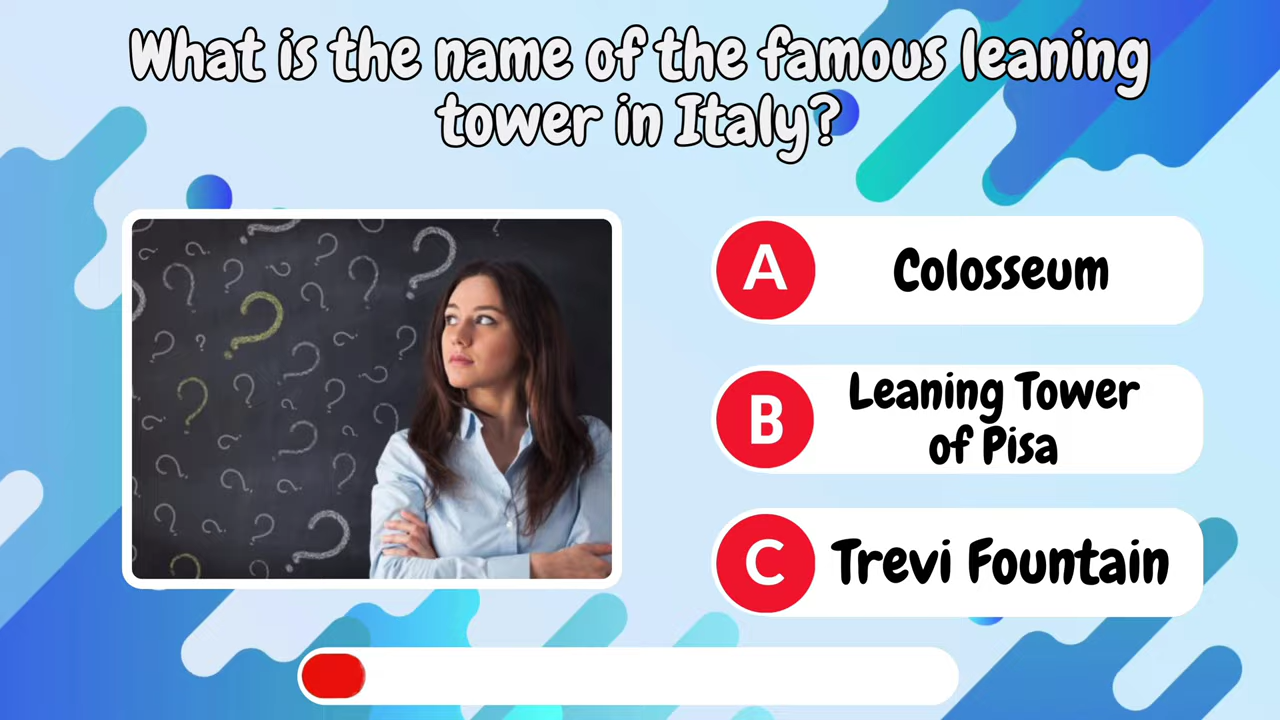 What is the name of the famous leaning
tower in Italy?
A
Colosseum
B
Leaning Tower
of Pisa
C
Trevi Fountain